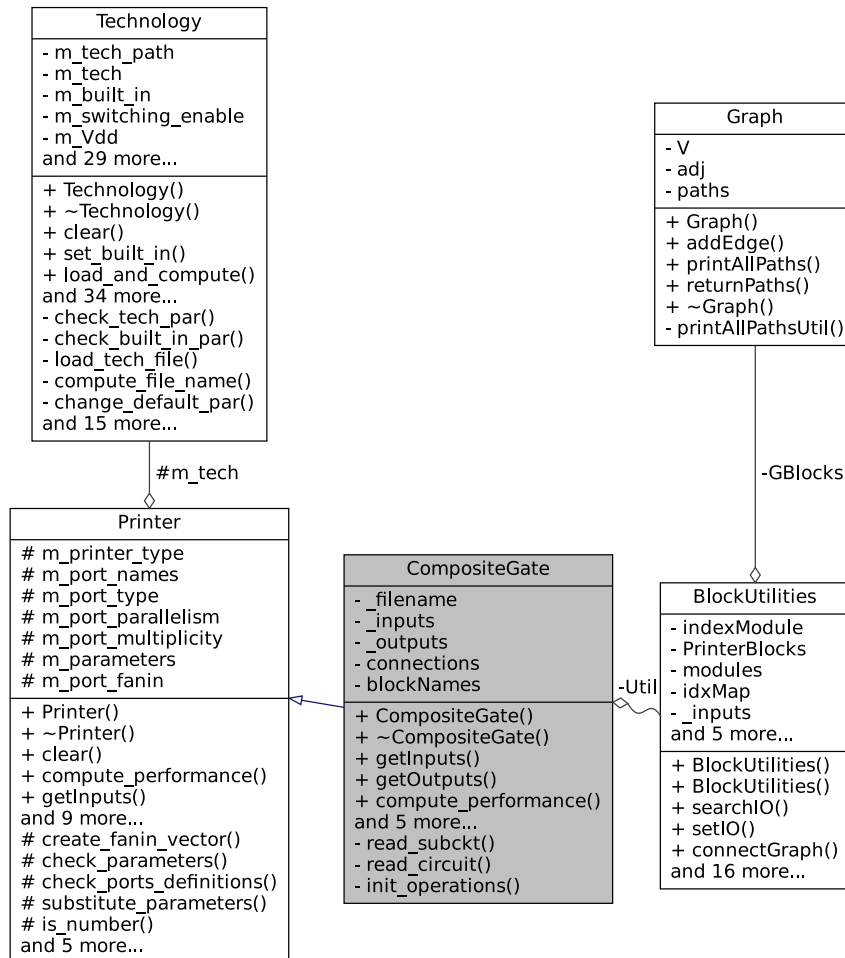 Technology
- m_tech_path
- m_tech
- m_built_in
- m_switching_enable
- m_Vdd
and 29 more...
+ Technology()
+ ~Technology()
+ clear()
+ set_built_in()
+ load_and_compute()
and 34 more...
- check_tech_par()
- check_built_in_par()
- load_tech_file()
- compute_file_name()
- change_default_par()
and 15 more...
#m_tech
Printer
# m_printer_type
# m_port_names
# m_port_type
# m_port_parallelism
# m_port_multiplicity
# m_parameters
# m_port_fanin
+ Printer()
+ ~Printer()
+ clear()
+ compute_performance()
+ getInputs()
and 9 more...
# create_fanin_vector()
# check_parameters()
# check_ports_definitions()
# substitute_parameters()
# is_number()
and 5 more...
CompositeGate
- _filename
- _inputs
- _outputs
- connections
- blockNames
+ CompositeGate()
+ ~CompositeGate()
+ getInputs()
+ getOutputs()
+ compute_performance()
and 5 more...
- read_subckt()
- read_circuit()
- init_operations()
-Util
Graph
- V
- adj
- paths
+ Graph()
+ addEdge()
+ printAllPaths()
+ returnPaths()
+ ~Graph()
- printAllPathsUtil()
-GBlocks
BlockUtilities
- indexModule
- PrinterBlocks
- modules
- idxMap
- _inputs
and 5 more...
+ BlockUtilities()
+ BlockUtilities()
+ searchIO()
+ setIO()
+ connectGraph()
and 16 more...